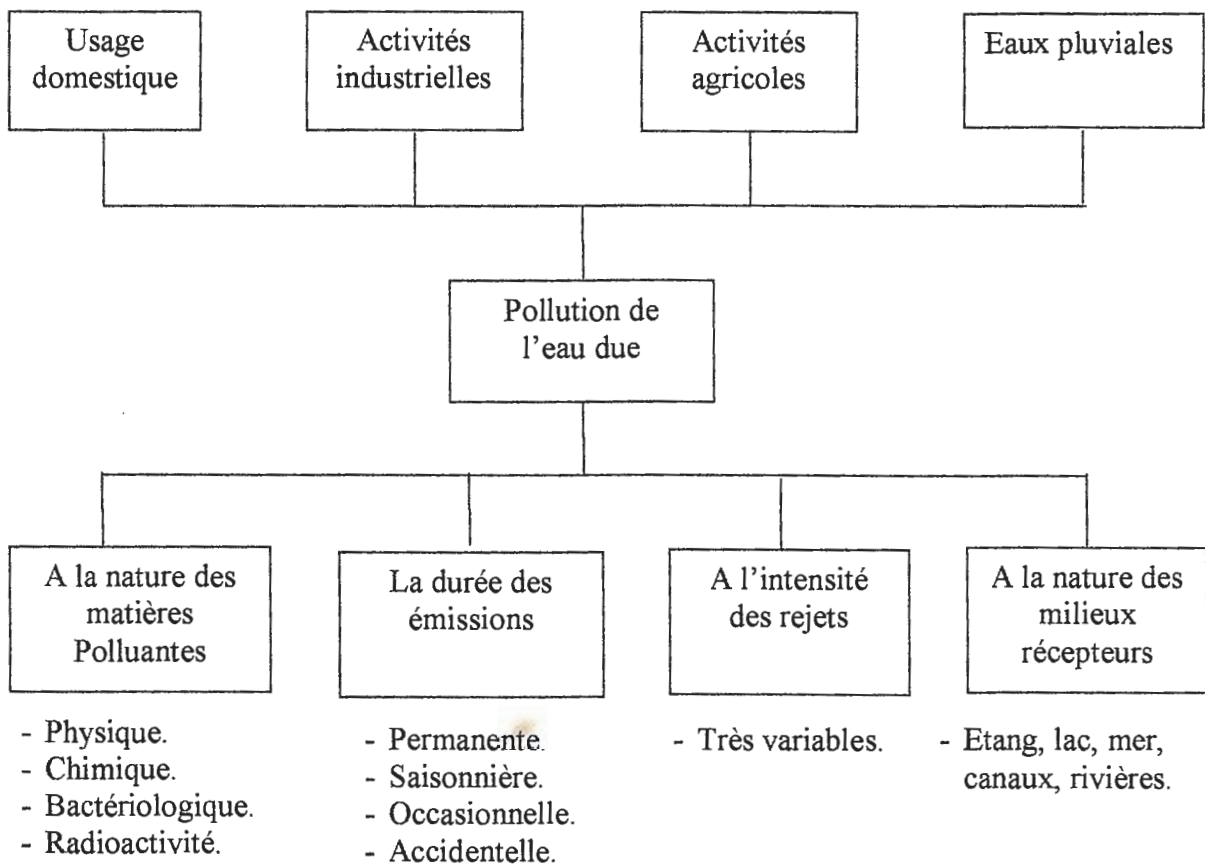 Usage
domestique
Activités
industrielles
Activités
agricoles
Eaux pluviales
Pollution de
l'eau due
A la nature des
matières
Polluantes
La durée des
émissions
A l'intensité
des rejets
A la nature des
milieux
récepteurs
- Physique.
- Chimique.
- Bactériologique.
- Radioactivité.
- Permanente.
- Saisonnière.
- Occasionnelle.
- Accidentelle.
- Très variables.
- Etang, lac, mer,
canaux, rivières.